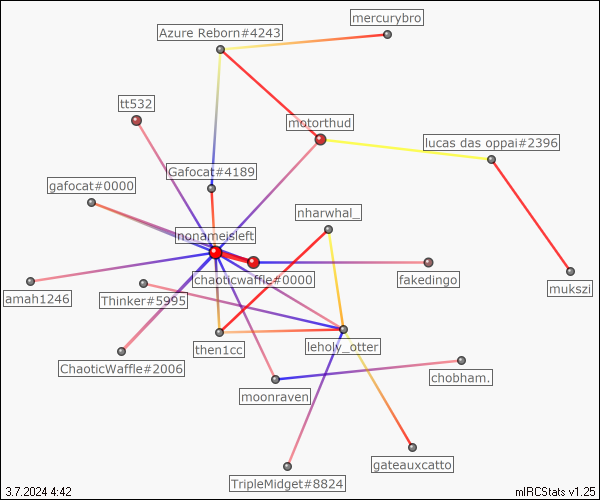 mercurybro
Azure Reborn#4243
tt532
motorthud
lucas das oppai#2396
Gafocat#4189
gafocat#0000
nharwhal_
nonameisleft
chaoticwaffle#0000
fakedingo
mukszi
amah1246
Thinker#5995
then1cc
leholy_otter
ChaoticWaffle#2006
chobham.
moonraven
gateauxcatto
TripleMidget#8824
3.7.2024 4:42
mIRCStats v1.25